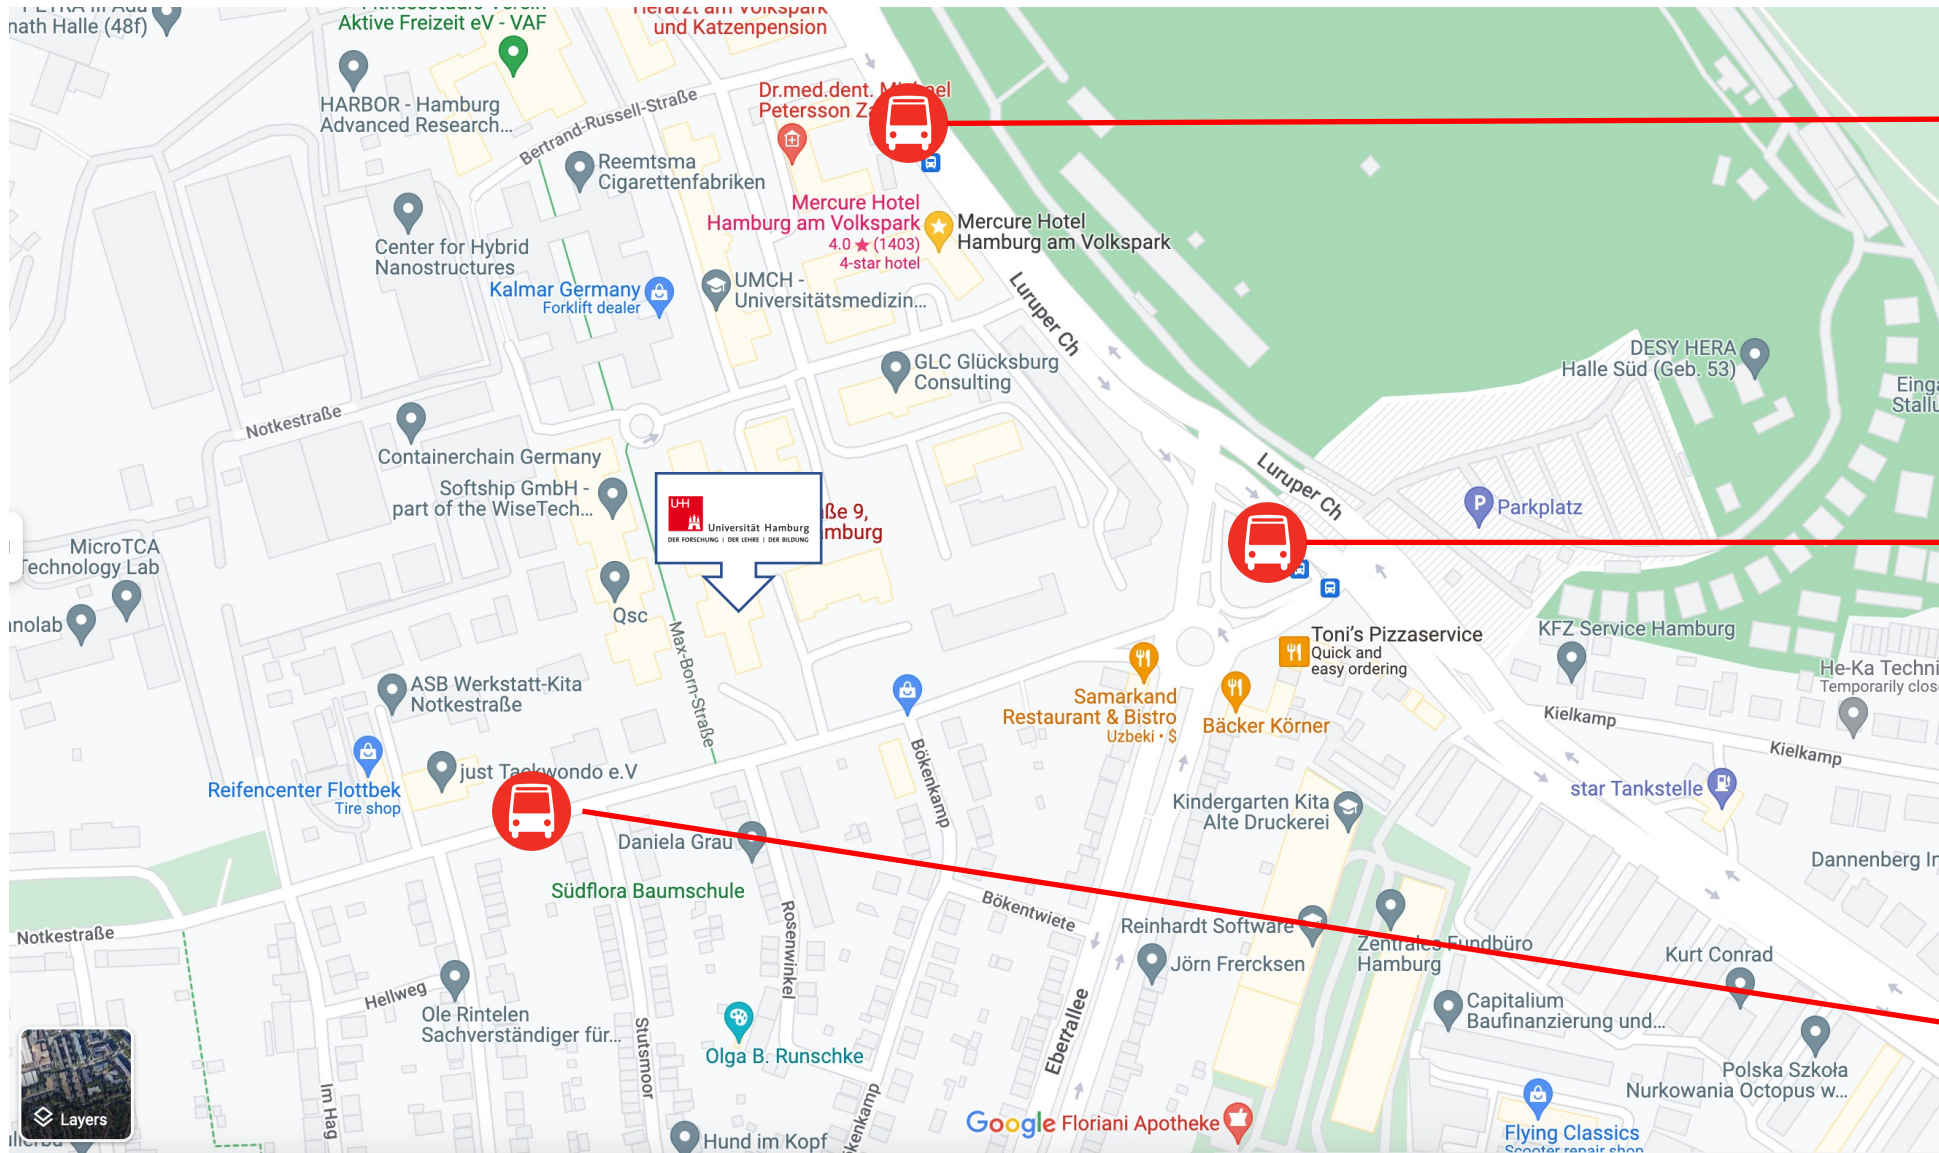 nath Halle (48f)
Aktive Freizeit eV - VAF
Tierarzt am Volkspark
und Katzenpension
HARBOR - Hamburg
Advanced Research...
Bertrand-Russell-Straße
Dr.med.dent.
Petersson
Reemtsma
Cigarettenfabriken
Mercure Hotel
Hamburg am Volkspark
4.0 ★ (1403)
4-star hotel
Mercure Hotel
Hamburg am Volkspark
Center for Hybrid
Nanostructures
Kalmar Germany
Forklift dealer
UMCH -
Universitätsmedizin...
Luruper Ch
GLC Glücksburg
Consulting
DESY HERA
Halle Süd (Geb. 53)
Notkestraße
Containerchain Germany
Softship GmbH -
part of the WiseTech...
UHH
Universität Hamburg
DER FORSCHUNG | DER LEHRE | DER BILDUNG
ße 9,
mburg
Luruper Ch
P
Parkplatz
MicroTCA
Technology Lab
Qsc
Max-Born-Straße
Toni's Pizzaservice
Quick and
easy ordering
KFZ Service Hamburg
He-Ka Techni
Temporarily clos
ASB Werkstatt-Kita
Notkestraße
Samarkand
Restaurant & Bistro
Uzbeki • $
Bäcker Körner
Kielkamp
Kielkamp
Bökenkamp
just Taekwondo e.V
Reifencenter Flottbek
Tire shop
star Tankstelle
Kindergarten Kita
Alte Druckerei
Daniela Grau
Dannenberg
Südflora Baumschule
Rosenwinkel
Bökentwiete
Reinhardt Software
Zentrales Fundbüro
Hamburg
Notkestraße
Jörn Frercksen
Kurt Conrad
Hellweg
Ole Rintelen
Sachverständiger für...
Capitalium
Baufinanzierung und...
Stutsmoor
Olga B. Runschke
Ebertallee
Polska Szkoła
Nurkowania Octopus w...
Im Hag
Layers
Google
Floriani Apotheke
Hund im Kopf
Flying Classics
Scooter repair shop